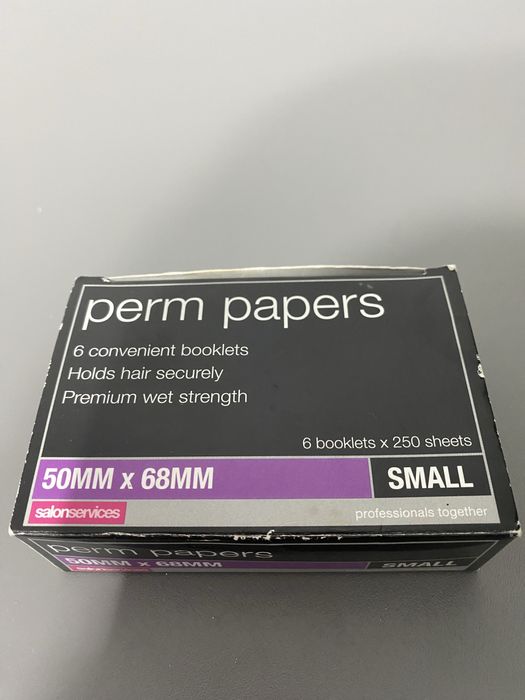 perm papers
6 convenient booklets
Holds hair securely
Premium wet strength
6 booklets x 250 sheets
50MM x 68MM
SMALL
salonservices
professionals together
perm papers
50MM x 68MM
SMALL